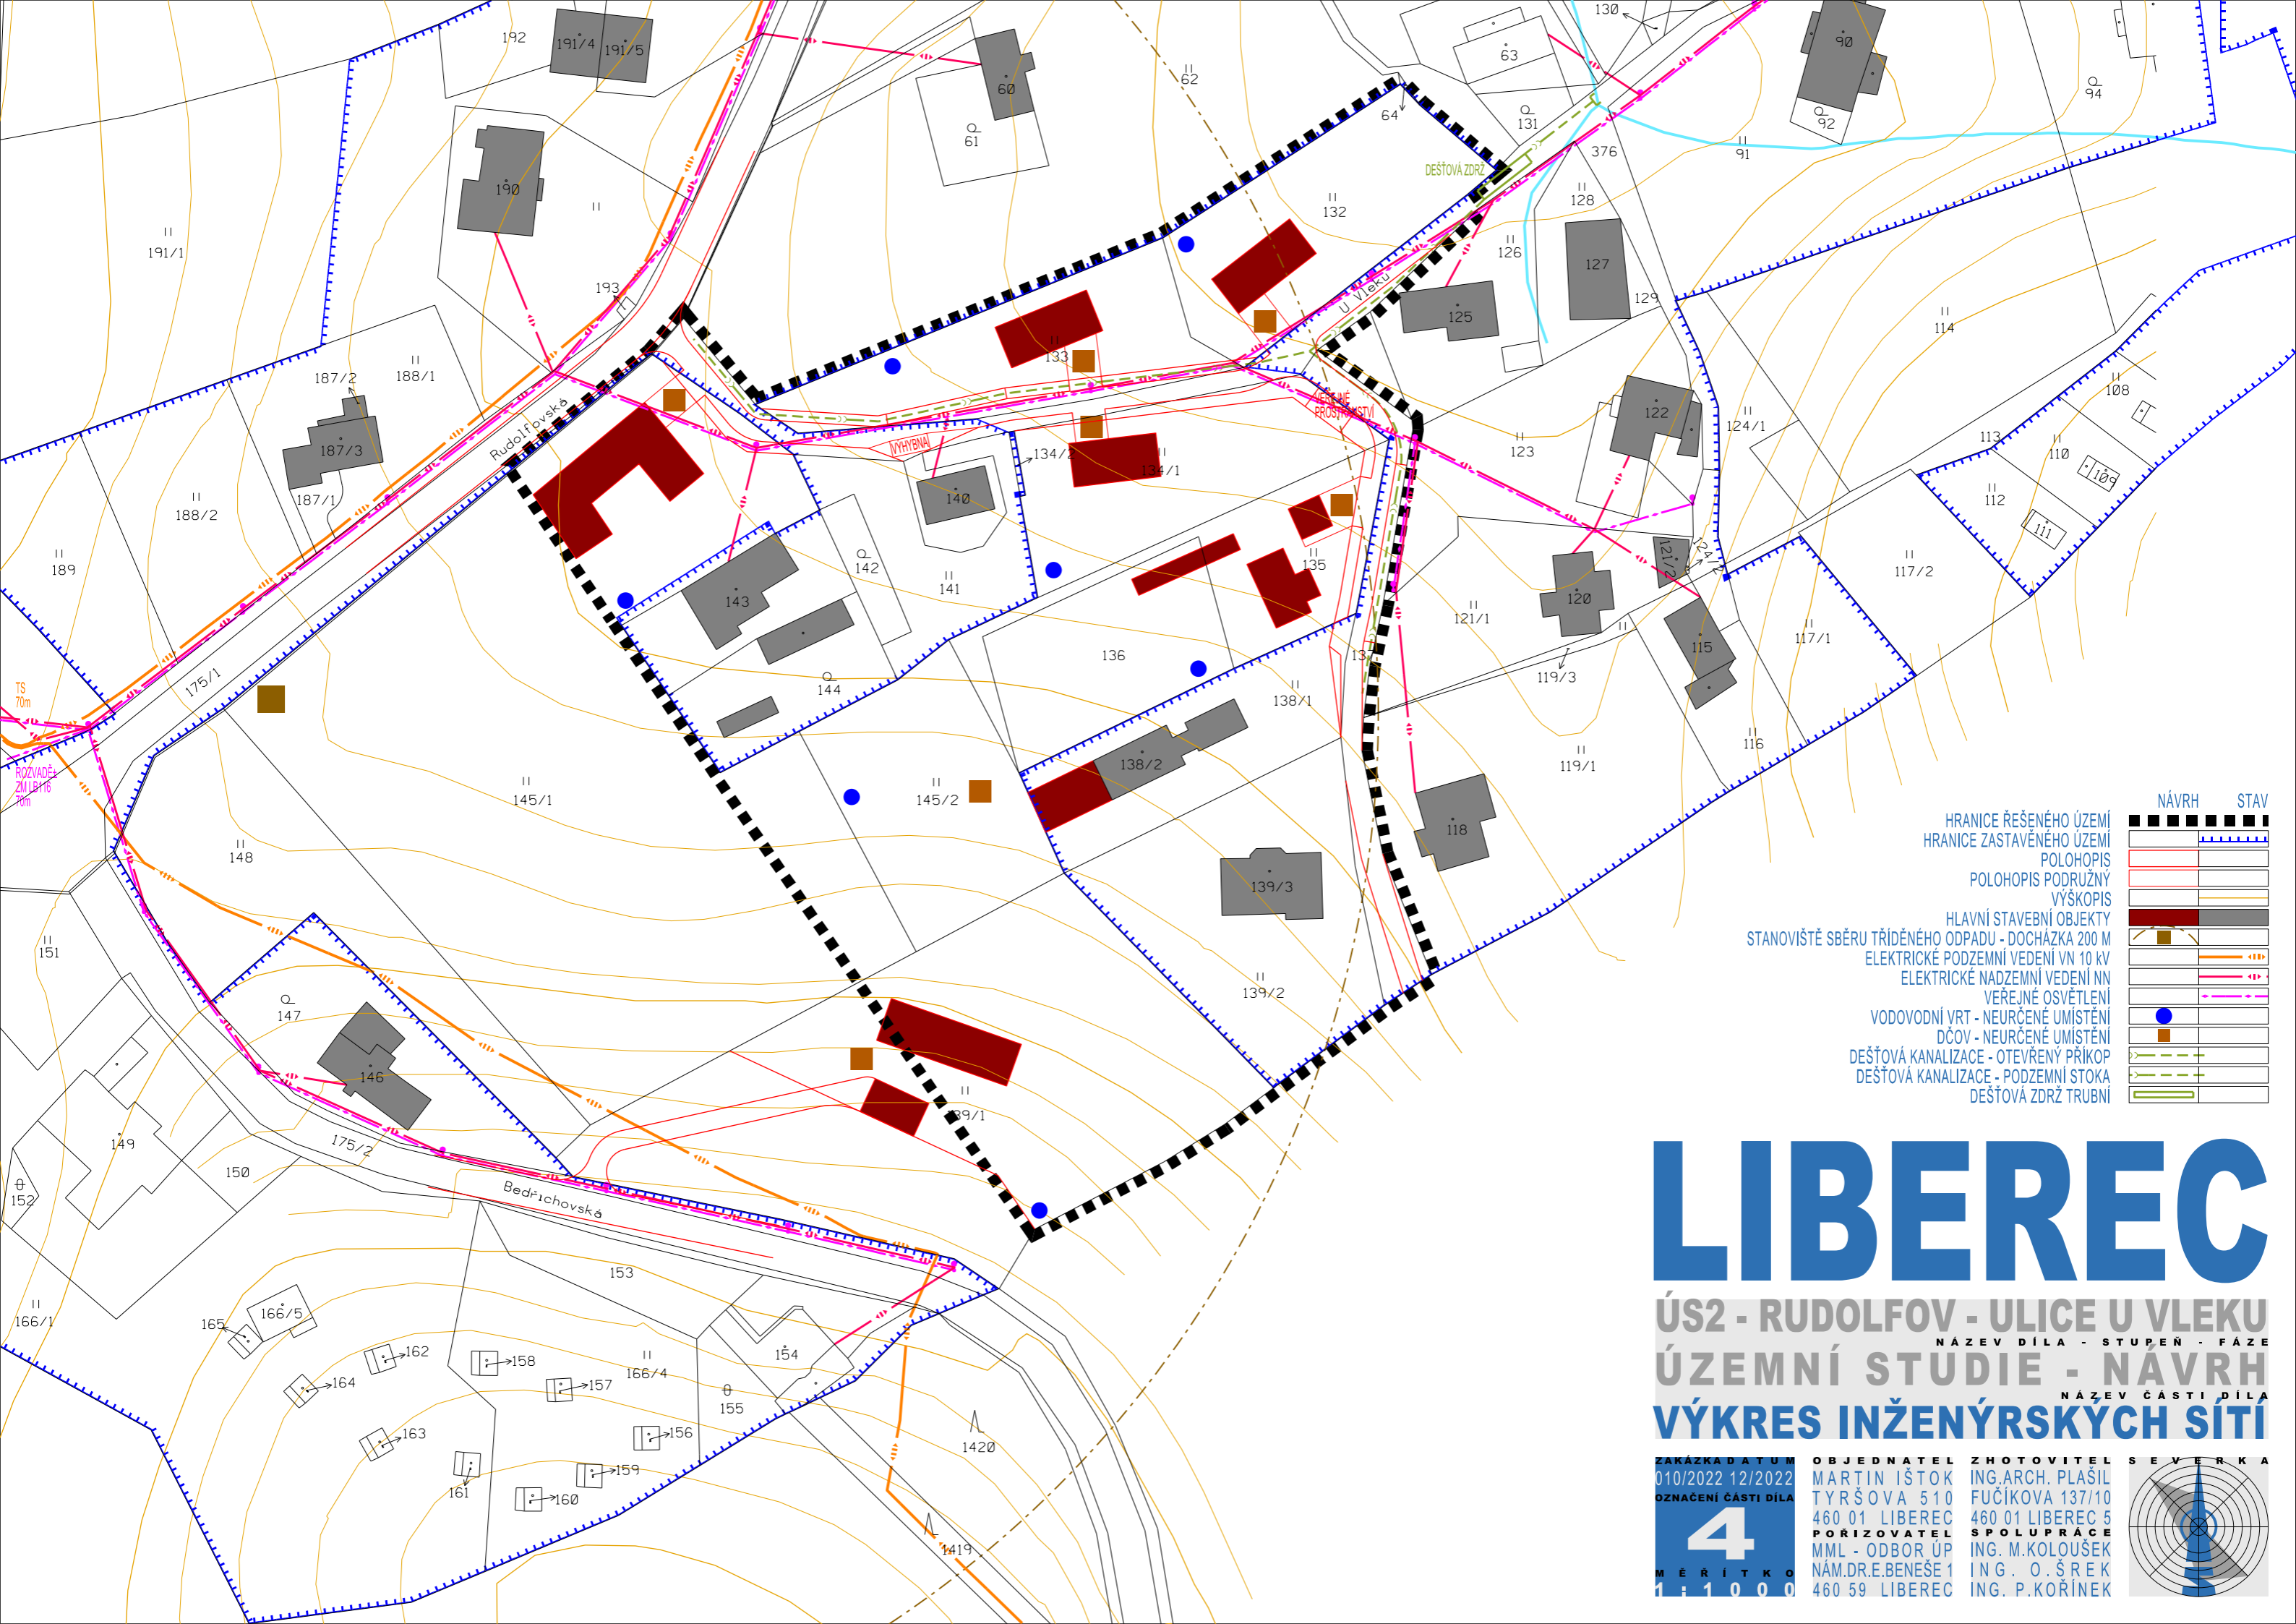 192
191/4
191/5
60
62
63
130
90
94
64
61
131
92
376
91
190
DEŠŤOVÁ ZDRŽ
128
132
191/1
126
127
193
129
U Vleku
125
114
133
187/2
188/1
108
Rudolfovská
122
VEŘEJNÉ
PROSTRANSTVÍ
124/1
113
187/3
VÝHYBNA
134/2
134/1
123
110
109
187/1
140
112
188/2
111
121/2
124/2
189
142
135
117/2
141
143
120
121/1
117/1
136
137
115
119/3
175/1
144
138/1
TS
70m
116
138/2
119/1
ZM LB116
70m
145/1
145/2
118
148
139/3
151
139/2
147
146
139/1
149
175/2
150
152
Bedřichovská
153
166/1
166/5
165
162
158
154
164
157
166/4
155
163
156
1420
161
159
160
1419
NÁVRH STAV
HRANICE ŘEŠENÉHO ÚZEMÍ
HRANICE ZASTAVĚNÉHO ÚZEMÍ
POLOHOPIS
POLOHOPIS PODRUŽNÝ
VÝŠKOPIS
HLAVNÍ STAVEBNÍ OBJEKTY
STANOVIŠTĚ SBĚRU TŘÍDĚNÉHO ODPADU - DOCHÁZKA 200 M
ELEKTRICKÉ PODZEMNÍ VEDENÍ VN 10 kV
ELEKTRICKÉ NADZEMNÍ VEDENÍ NN
VEŘEJNÉ OSVĚTLENÍ
VODOVODNÍ VRT - NEURČENÉ UMÍSTĚNÍ
DČOV - NEURČENÉ UMÍSTĚNÍ
DEŠŤOVÁ KANALIZACE - OTEVŘENÝ PŘÍKOP
DEŠŤOVÁ KANALIZACE - PODZEMNÍ STOKA
DEŠŤOVÁ ZDRŽ TRUBNÍ
LIBEREC
ÚS2 - RUDOLFOV - ULICE U VLEKU
NÁZEV DÍLA - STUPEŇ - FÁZE
ÚZEMNÍ STUDIE - NÁVRH
NÁZEV ČÁSTI DÍLA
VÝKRES INŽENÝRSKÝCH SÍTÍ
ZAKÁZKA DATUM
010/2022 12/2022
OZNAČENÍ ČÁSTI DÍLA
4
MĚŘÍTKO
1:1000
OBJEDNATEL
MARTIN IŠTOK
TYRŠOVA 510
460 01 LIBEREC
POŘIZOVATEL
MML - ODBOR ÚP
NÁM.DR.E.BENEŠE 1
460 59 LIBEREC
ZHOTOVITEL
ING.ARCH. PLAŠIL
FUČÍKOVA 137/10
460 01 LIBEREC 5
SPOLUPRÁCE
ING. M.KOLOUŠEK
ING. O.ŠREK
ING. P.KOŘÍNEK
SEVERKA